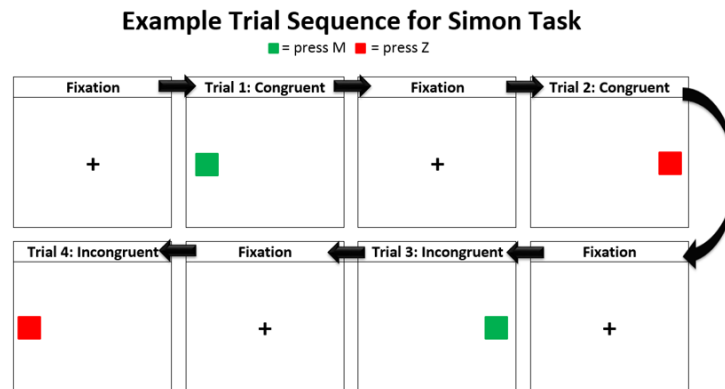 Example Trial Sequence for Simon Task
= press M = press Z
Fixation
Trial 1: Congruent
Fixation
Trial 2: Congruent
+
+
Trial 4: Incongruent
Fixation
Trial 3: Incongruent
Fixation
+
+